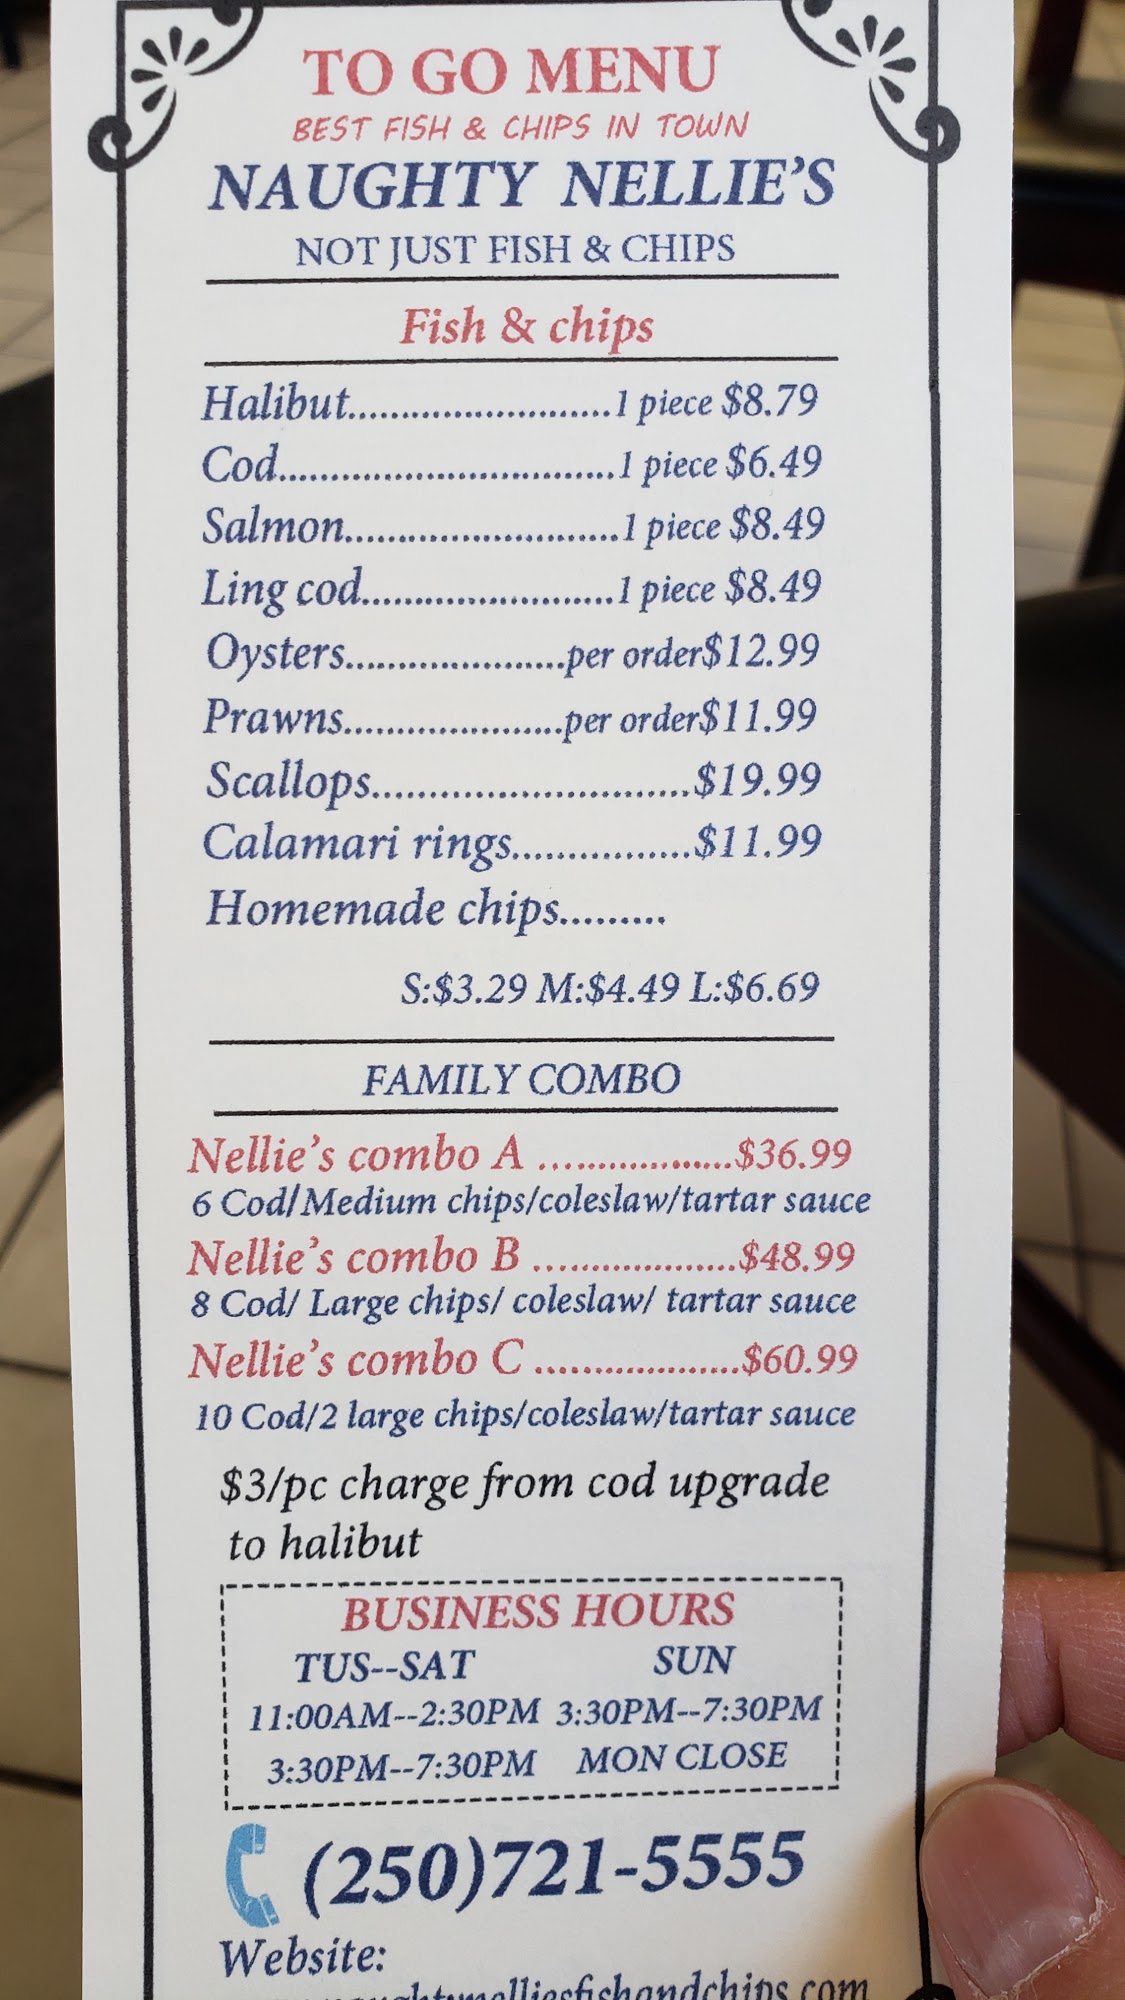 TO GO MENU
BEST FISH & CHIPS IN TOWN
NAUGHTY NELLIE'S
NOT JUST FISH & CHIPS
Fish & chips
Halibut.........................1 piece $8.79
Cod................................1 piece $6.49
Salmon..........................1 piece $8.49
Ling cod........................1 piece $8.49
Oysters.....................per order$12.99
Prawns.....................per order$11.99
Scallops..............................$19.99
Calamari rings.................$11.99
Homemade chips.........
S:$3.29 M:$4.49 L:$6.69
FAMILY COMBO
Nellie's combo A ...................$36.99
6 Cod/Medium chips/coleslaw/tartar sauce
Nellie's combo B ....................$48.99
8 Cod/ Large chips/ coleslaw/ tartar sauce
Nellie's combo C ....................$60.99
10 Cod/2 large chips/coleslaw/tartar sauce
$3/pc charge from cod upgrade
to halibut
BUSINESS HOURS
TUS--SAT SUN
11:00AM--2:30PM 3:30PM--7:30PM
3:30PM--7:30PM MON CLOSE
(250)721-5555
Website: